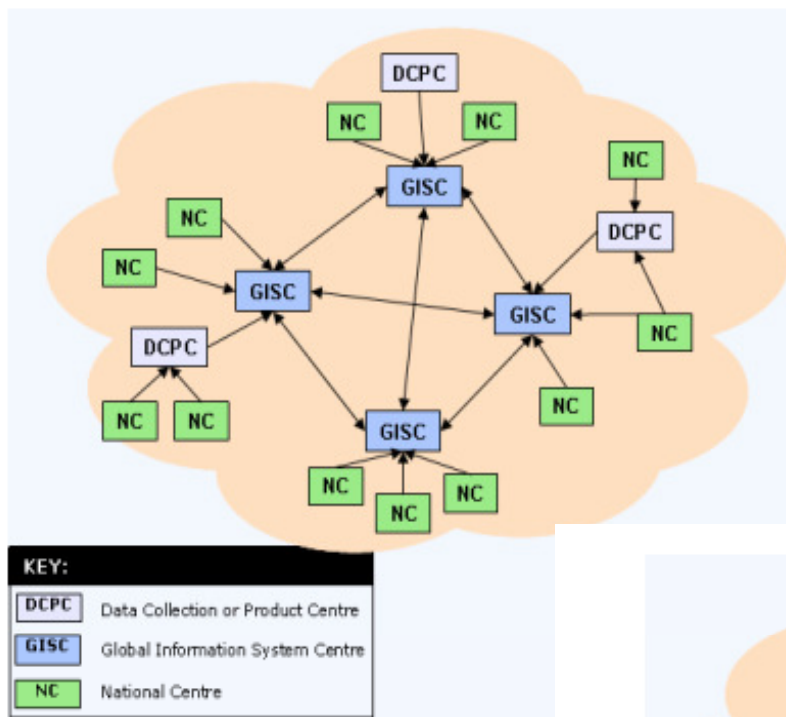 DCPC
NC
NC
NC
GISC
NC
DCPC
NC
GISC
GISC
NC
DCPC
NC
NC
NC
GISC
NC
NC
NC
KEY:
DCPC Data Collection or Product Centre
GISC Global Information System Centre
NC National Centre